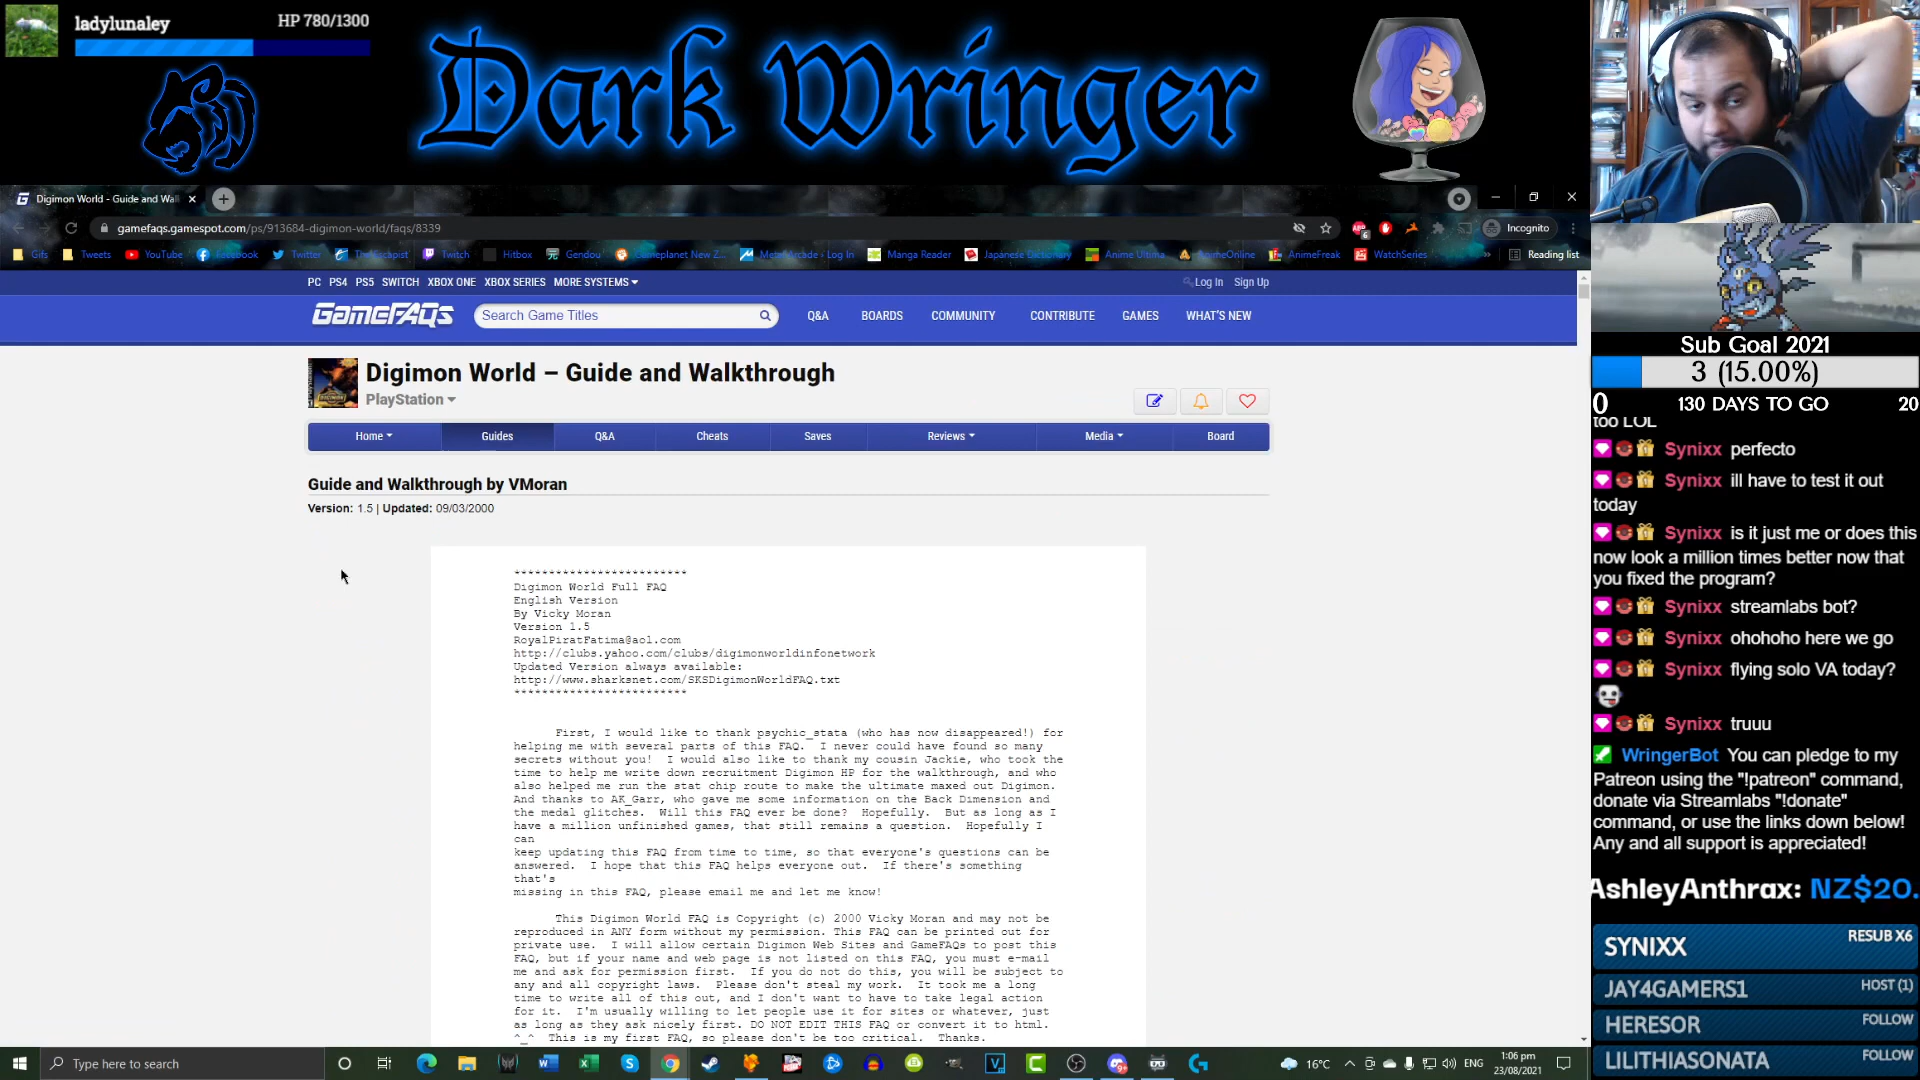 ladylunaley
HP 780/1300
Dark Wringer
Digimon World - Guide and Wal
gamefaqs.gamespot.com/ps/913684-digimon-world/faqs/8339
Incognito
Gifs
Tweets
YouTube
Facebook
Twitter
The Escapist
Twitch
Hitbox
Gendou
Gameplanet New Z...
Metal Arcade › Log In
Manga Reader
Japanese Dictionary
Anime Ultima
AnimeOnline
AnimeFreak
WatchSeries
Reading list
PC PS4 PS5 SWITCH XBOX ONE XBOX SERIES MORE SYSTEMS
Log In Sign Up
GameFAQs
Search Game Titles
Q&A BOARDS COMMUNITY CONTRIBUTE GAMES WHAT'S NEW
Digimon World – Guide and Walkthrough
PlayStation
Home Guides Q&A Cheats Saves Reviews Media Board
Guide and Walkthrough by VMoran
Version: 1.5 | Updated: 09/03/2000
*************************
Digimon World Full FAQ
English Version
By Vicky Moran
Version 1.5
RoyalPiratFatima@aol.com
http://clubs.yahoo.com/clubs/digimonworldinfonetwork
Updated Version always available:
http://www.sharksnet.com/SKSDigimonWorldFAQ.txt
*************************
First, I would like to thank psychic_stata (who has now disappeared!) for
helping me with several parts of this FAQ. I never could have found so many
secrets without you! I would also like to thank my cousin Jackie, who took the
time to help me write down recruitment Digimon HP for the walkthrough, and who
also helped me run the stat chip route to make the ultimate maxed out Digimon.
And thanks to AK_Garr, who gave me some information on the Back Dimension and
the medal glitches. Will this FAQ ever be done? Hopefully. But as long as I
have a million unfinished games, that still remains a question. Hopefully I
can
keep updating this FAQ from time to time, so that everyone's questions can be
answered. I hope that this FAQ helps everyone out. If there's something
that's
missing in this FAQ, please email me and let me know!
This Digimon World FAQ is Copyright (c) 2000 Vicky Moran and may not be
reproduced in ANY form without my permission. This FAQ can be printed out for
private use. I will allow certain Digimon Web Sites and GameFAQs to post this
FAQ, but if your name and web page is not listed on this FAQ, you must e-mail
me and ask for permission first. If you do not do this, you will be subject to
any and all copyright laws. Please don't steal my work. It took me a long
time to write all of this out, and I don't want to have to take legal action
for it. I'm usually willing to let people use it for sites or whatever, just
as long as they ask nicely first. DO NOT EDIT THIS FAQ or convert it to html.
^_^ This is my first FAQ, so please don't be too critical. Thanks.
Sub Goal 2021
3 (15.00%)
0 130 DAYS TO GO 20
too LOL
Synixx perfecto
Synixx ill have to test it out
today
Synixx is it just me or does this
now look a million times better now that
you fixed the program?
Synixx streamlabs bot?
Synixx ohohoho here we go
Synixx flying solo VA today?
Synixx truuu
WringerBot You can pledge to my
Patreon using the "!patreon" command,
donate via Streamlabs "!donate"
command, or use the links down below!
Any and all support is appreciated!
AshleyAnthrax: NZ$20.
SYNIXX RESUB X6
JAY4GAMERS1 HOST (1)
HERESOR FOLLOW
LILITHIASONATA FOLLOW
Type here to search
16°C
ENG
1:06 pm
23/08/2021